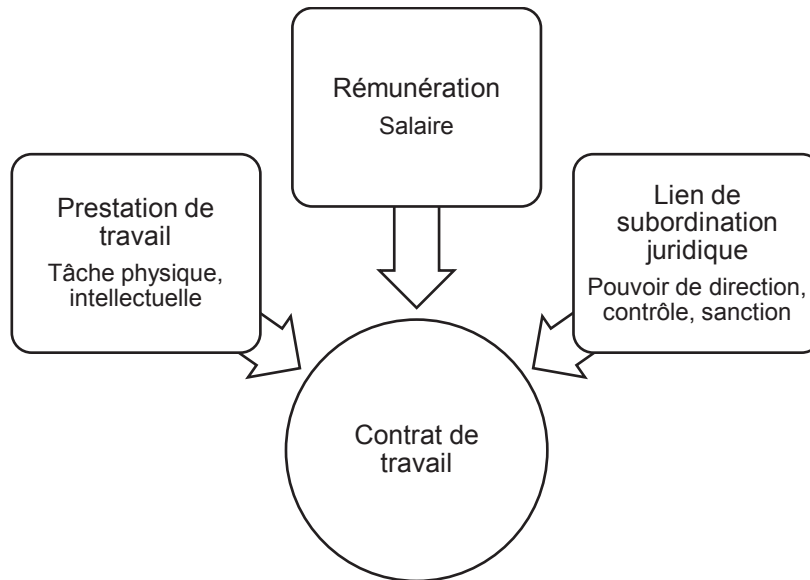 Rémunération
Salaire
Prestation de
travail
Tâche physique,
intellectuelle
Lien de
subordination
juridique
Pouvoir de direction,
contrôle, sanction
Contrat de
travail